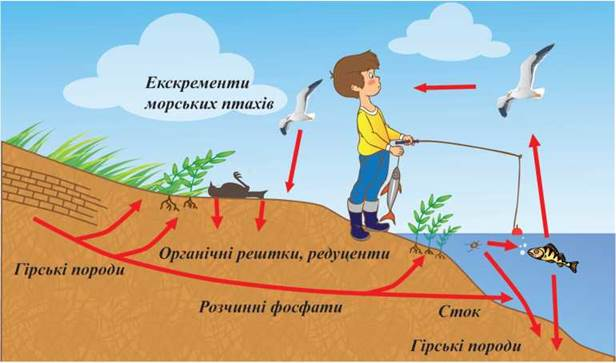 Екскременти
морських птахів
Органічні рештки, редуценти
Гірські породи
Розчинні фосфати
Сток
Гірські породи